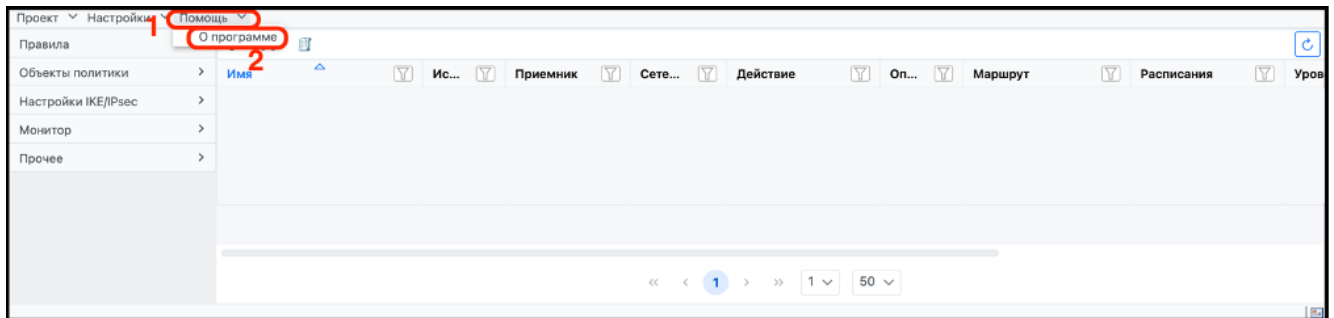 Проект Настройки 1 Помощь
Правила О программе
2
Объекты политики Имя Ис... Приемник Сете... Действие Оп... Маршрут Расписания Уров
Настройки IKE/IPsec
Монитор
Прочее
1 1 50